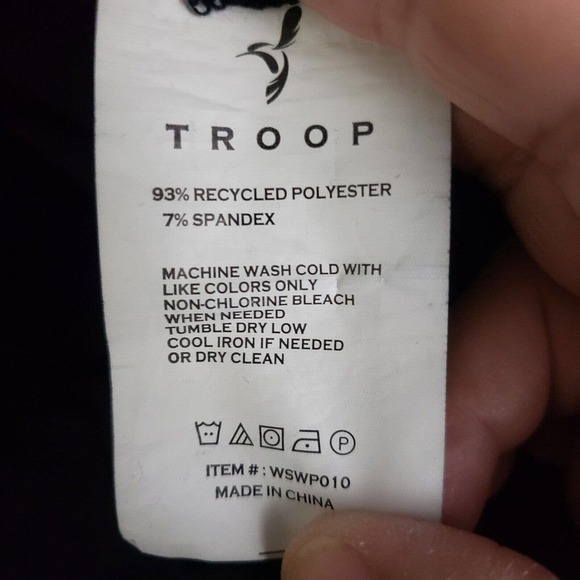 TROOP
93% RECYCLED POLYESTER
7% SPANDEX
MACHINE WASH COLD WITH
LIKE COLORS ONLY
NON-CHLORINE BLEACH
WHEN NEEDED
TUMBLE DRY LOW
COOL IRON IF NEEDED
OR DRY CLEAN
P
ITEM # : WSWP010
MADE IN CHINA